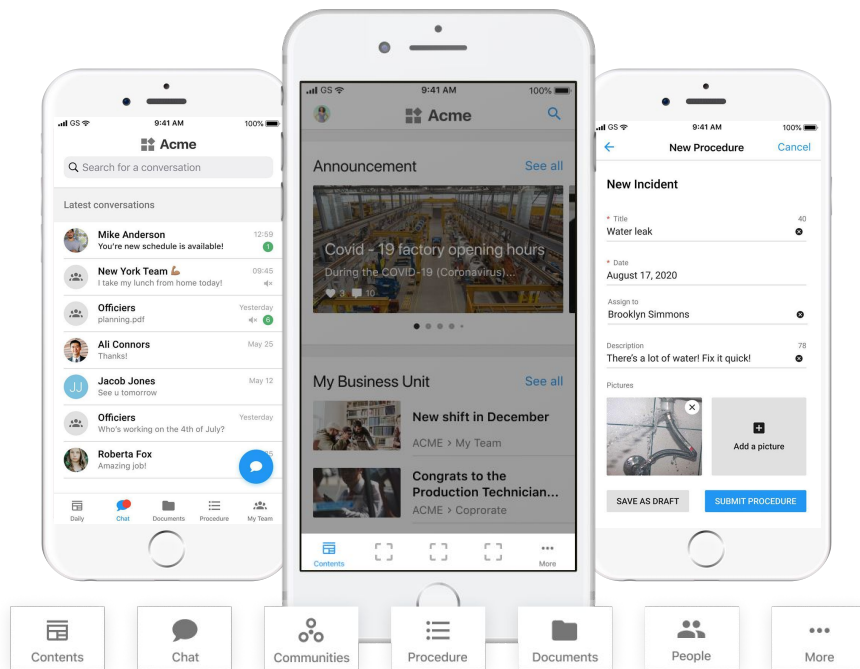 GS
9:41 AM
100%
Acme
Search for a conversation
Latest conversations
Mike Anderson
12:59
You're new schedule is available!
1
New York Team 💪🏽
09:45
I take my lunch from home today!
Officiers
Yesterday
planning.pdf
6
Ali Connors
May 25
Thanks!
JJ
Jacob Jones
May 12
See u tomorrow
Officiers
Yesterday
Who's working on the 4th of July?
Roberta Fox
Amazing job!
Daily
Chat
Documents
Procedure
My Team
GS
9:41 AM
100%
Acme
Announcement
See all
Covid - 19 factory opening hours
During the COVID-19 (Coronavirus)...
3
10
My Business Unit
See all
New shift in December
ACME > My Team
Congrats to the
Production Technician...
ACME > Coprorate
Contents
More
GS
9:41 AM
100%
New Procedure
Cancel
New Incident
* Title
40
Water leak
* Date
August 17, 2020
Assign to
Brooklyn Simmons
Description
78
There's a lot of water! Fix it quick!
Pictures
Add a picture
SAVE AS DRAFT
SUBMIT PROCEDURE
Contents
Chat
Communities
Procedure
Documents
People
More